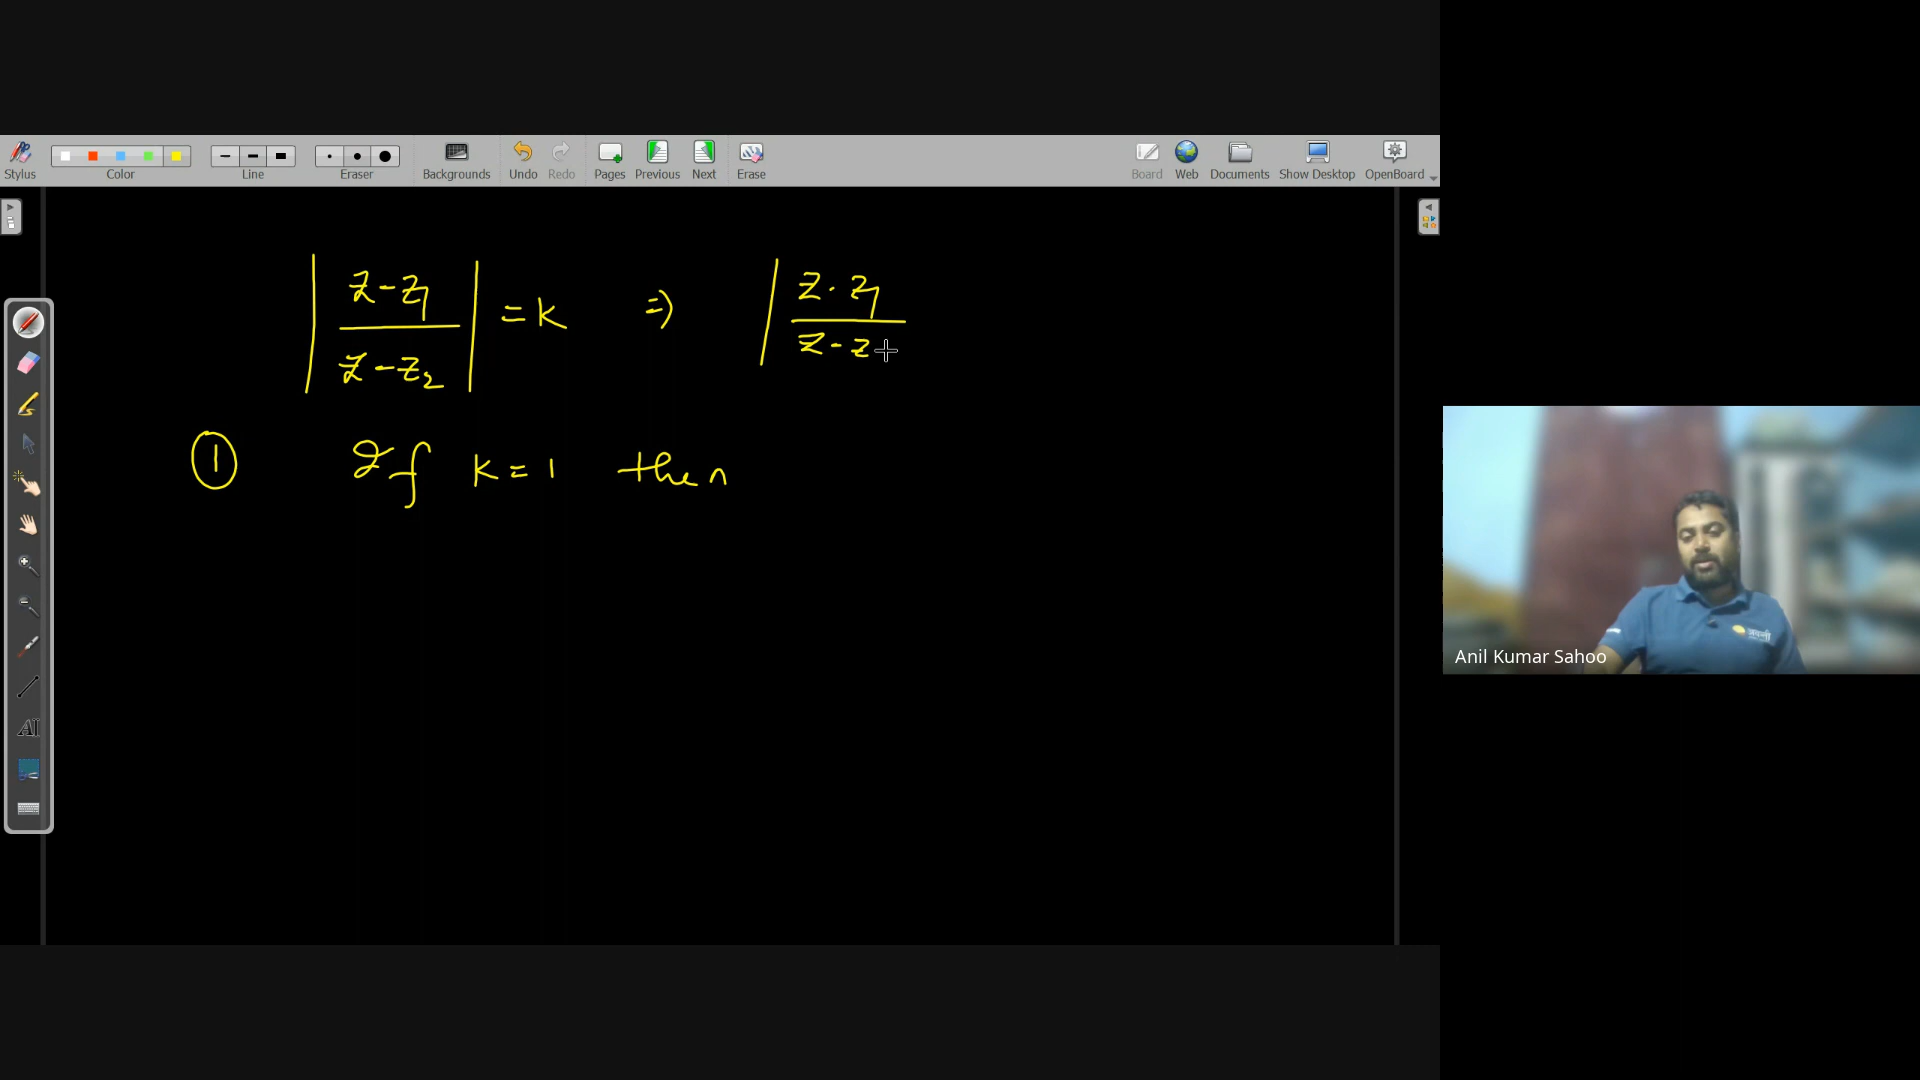 Stylus Color Line Eraser Backgrounds Undo Redo Pages Previous Next Erase Board Web Documents Show Desktop OpenBoard
| (z-z₁)/(z-z₂) | = k ⇒ | (z·z₁)/(z-z
① If k=1 then
AI
Anil Kumar Sahoo